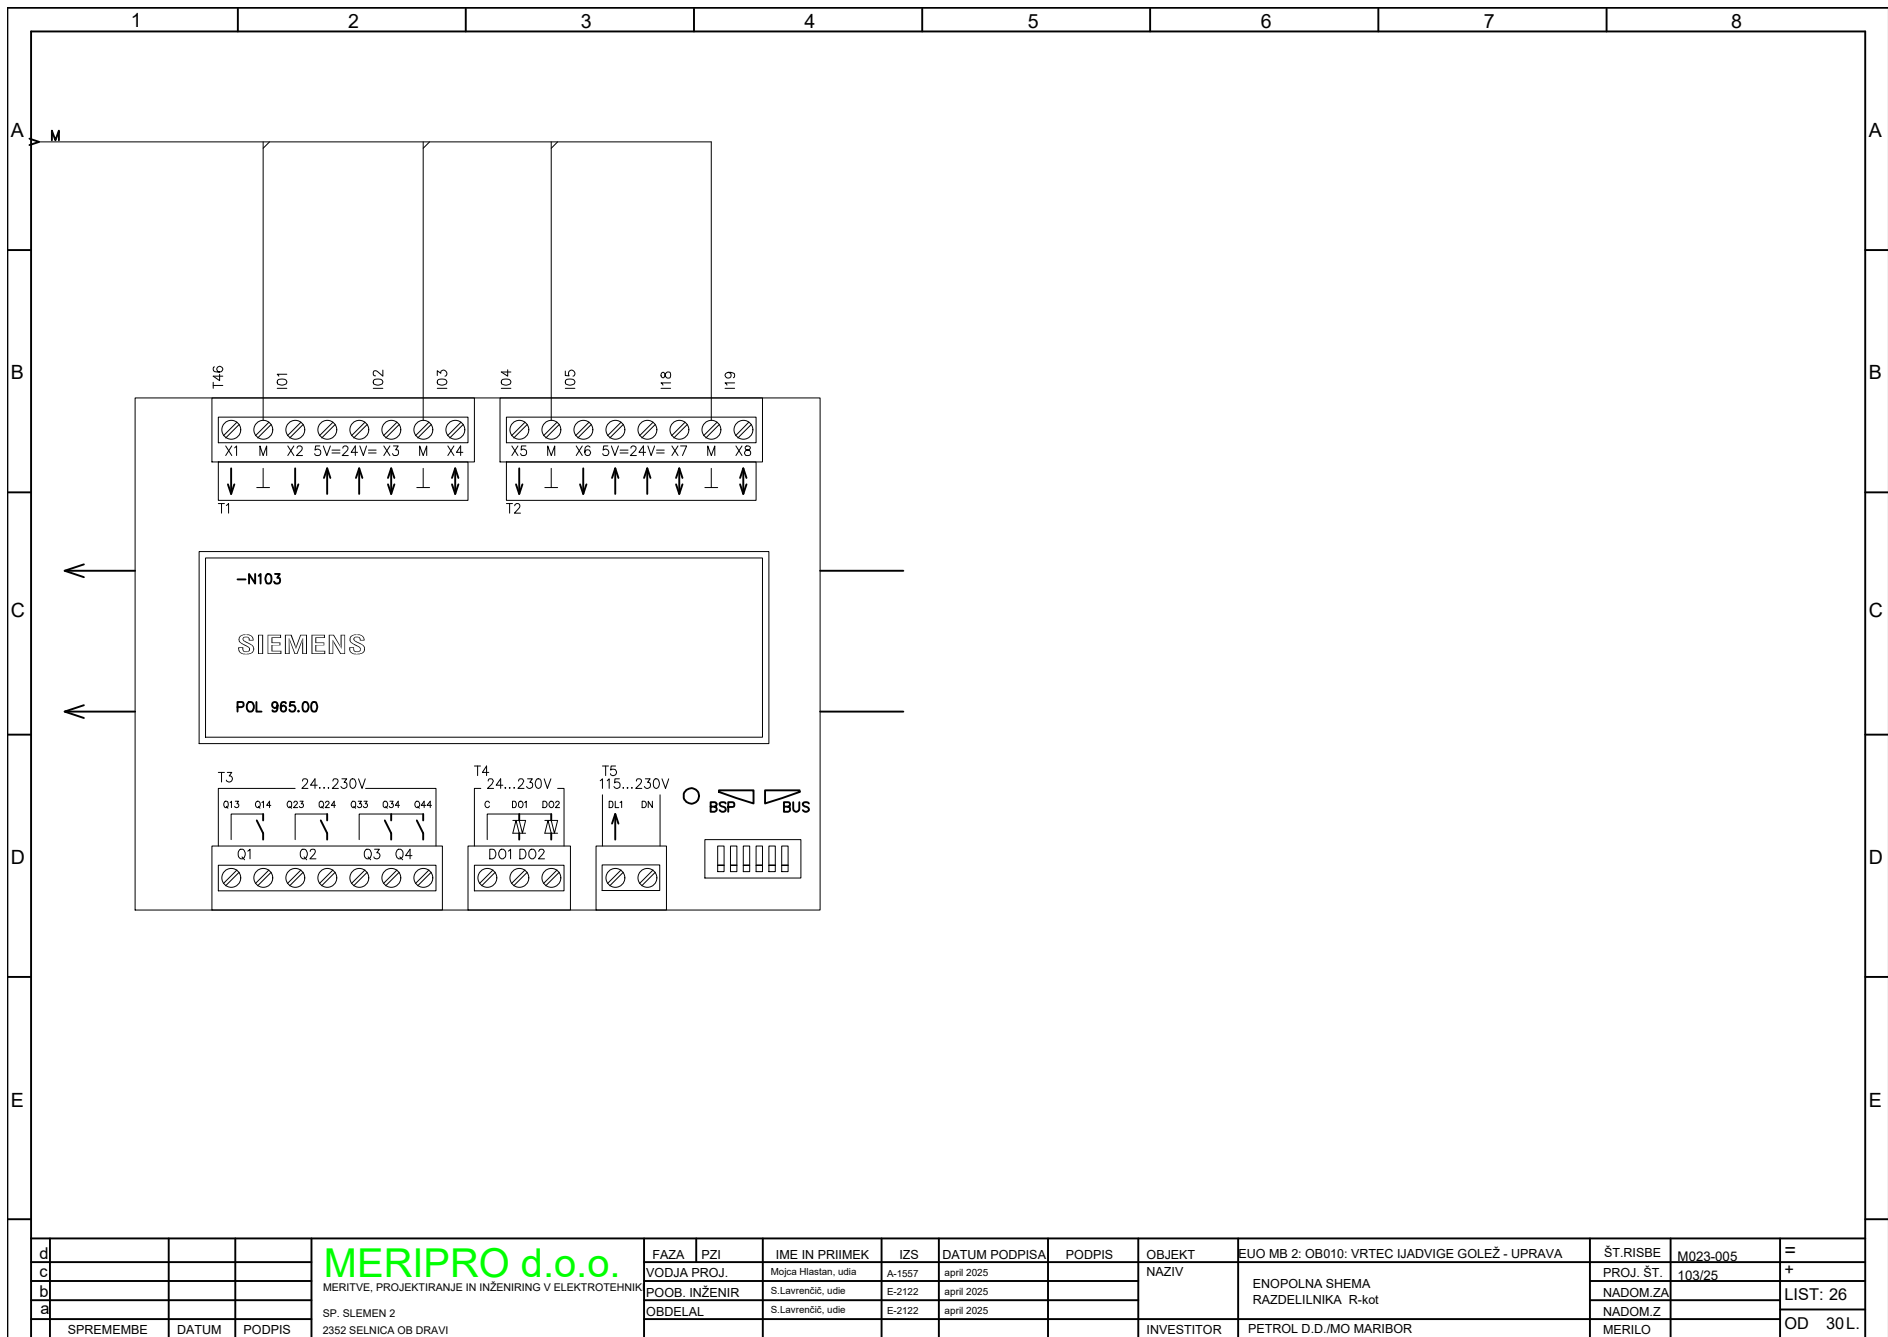 1 2 3 4 5 6 7 8
A A
M
B B
T46 I01 I02 I03 I04 I05 I18 I19
X1 M X2 5V= 24V= X3 M X4 X5 M X6 5V= 24V= X7 M X8
T1 T2
-N103
C C
SIEMENS
POL 965.00
T3 24...230V T4 24...230V T5 115...230V
Q13 Q14 Q23 Q24 Q33 Q34 Q44 C DO1 DO2 DL1 DN
BSP BUS
Q1 Q2 Q3 Q4 DO1 DO2
D D
E E
d
c
b
a
SPREMEMBE DATUM PODPIS
MERIPRO d.o.o.
MERITVE, PROJEKTIRANJE IN INŽENIRING V ELEKTROTEHNIK
SP. SLEMEN 2
2352 SELNICA OB DRAVI
FAZA PZI IME IN PRIIMEK IZS DATUM PODPISA PODPIS
VODJA PROJ. Mojca Hlastan, udia A-1557 april 2025
POOB. INŽENIR S.Lavrenčič, udie E-2122 april 2025
OBDELAL S.Lavrenčič, udie E-2122 april 2025
OBJEKT EUO MB 2: OB010: VRTEC IJADVIGE GOLEŽ - UPRAVA
NAZIV ENOPOLNA SHEMA
RAZDELILNIKA R-kot
INVESTITOR PETROL D.D./MO MARIBOR
ŠT.RISBE M023-005 =
PROJ. ŠT. 103/25 +
NADOM.ZA LIST: 26
NADOM.Z
MERILO OD 30 L.